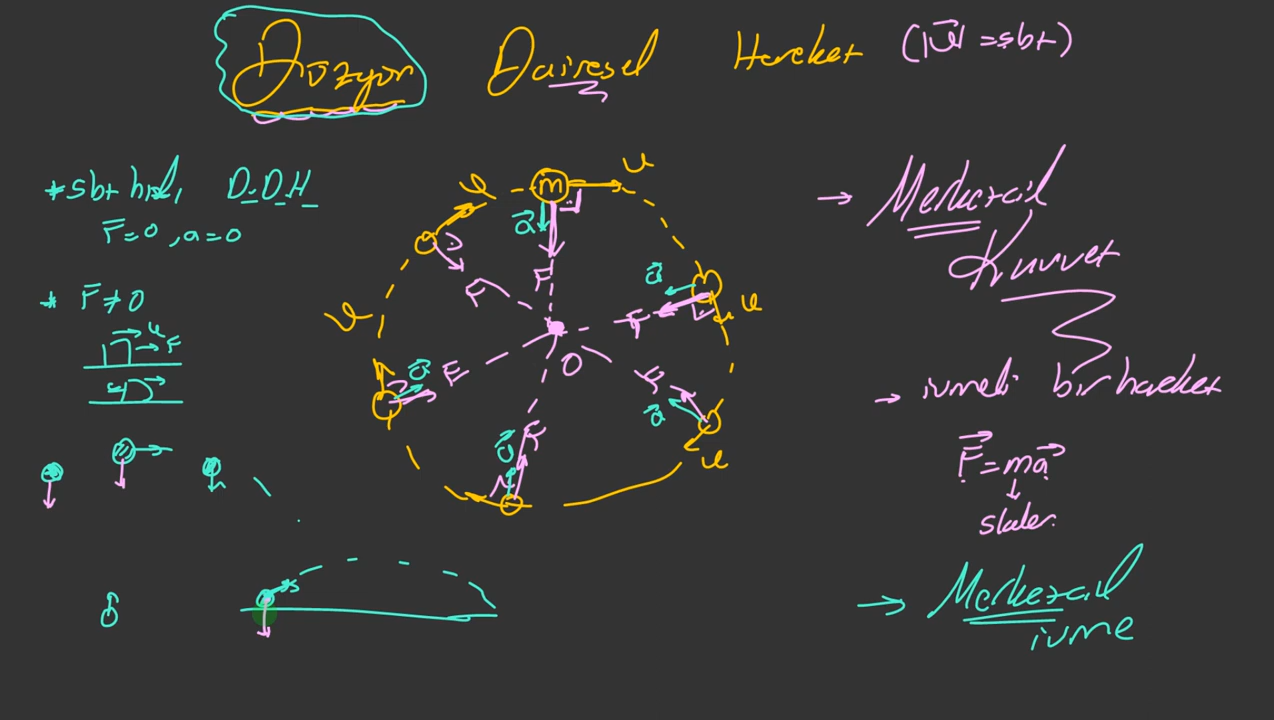 Düzgün Dairesel Hareket (|v⃗| = sbt)
* sbt hızlı D.D.H
F⃗=0, a=0
* F⃗≠0
v
F
→ Merkezcil
Kuvvet
→ ivmeli bir hareket
F⃗=ma⃗
skaler
→ Merkezcil
ivme
m
v
a⃗
F
v
F
v
a⃗
F
v
a⃗
F
O
F
a⃗
v
a⃗
F